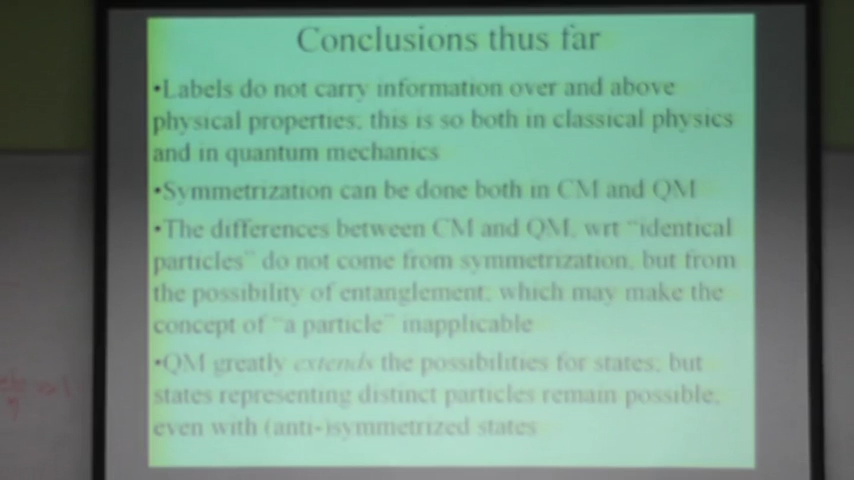 Conclusions thus far
•Labels do not carry information over and above
physical properties; this is so both in classical physics
and in quantum mechanics
•Symmetrization can be done both in CM and QM
•The differences between CM and QM, wrt “identical
particles” do not come from symmetrization, but from
the possibility of entanglement; which may make the
concept of “a particle” inapplicable
•QM greatly extends the possibilities for states; but
states representing distinct particles remain possible,
even with (anti-)symmetrized states